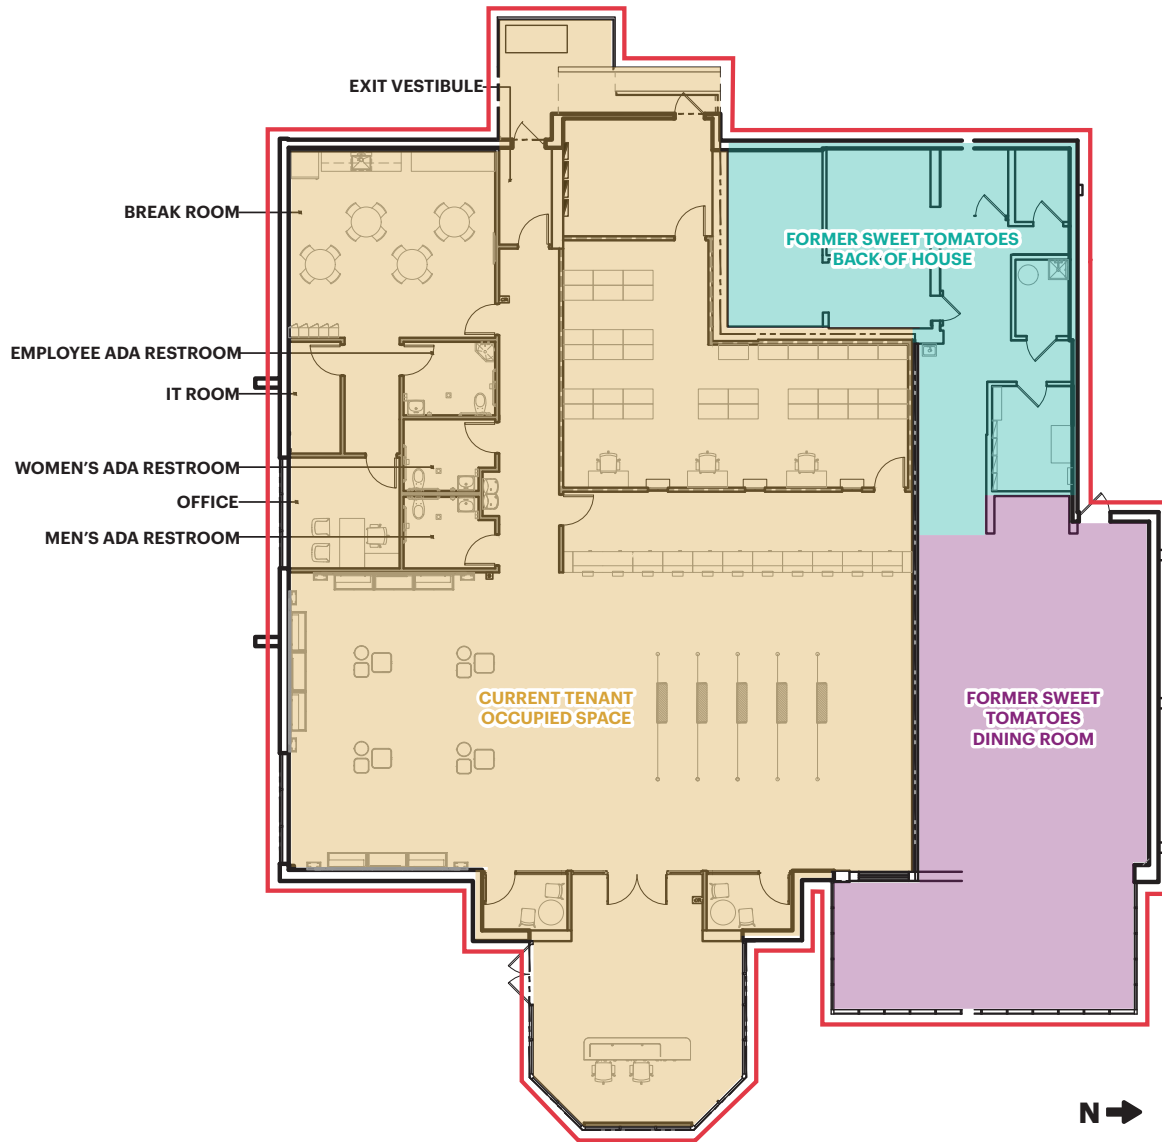 EXIT VESTIBULE
BREAK ROOM
FORMER SWEET TOMATOES
BACK OF HOUSE
EMPLOYEE ADA RESTROOM
IT ROOM
WOMEN'S ADA RESTROOM
OFFICE
MEN'S ADA RESTROOM
CURRENT TENANT
OCCUPIED SPACE
FORMER SWEET
TOMATOES
DINING ROOM
N